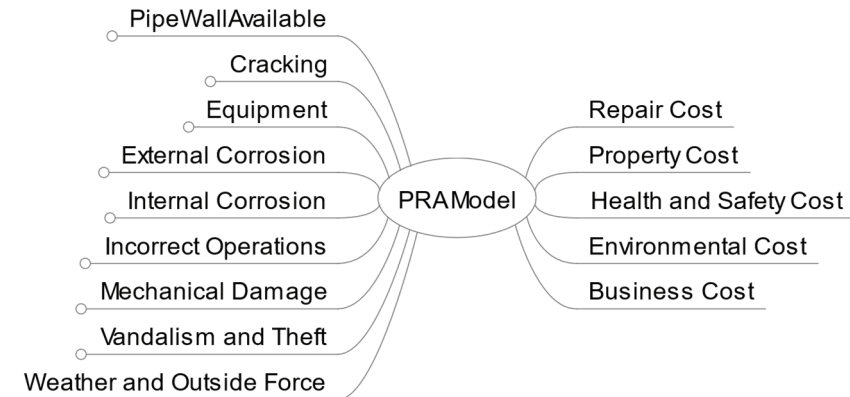 PipeWallAvailable
Cracking
Equipment
External Corrosion
Internal Corrosion
Incorrect Operations
Mechanical Damage
Vandalism and Theft
Weather and Outside Force
PRAModel
Repair Cost
Property Cost
Health and Safety Cost
Environmental Cost
Business Cost